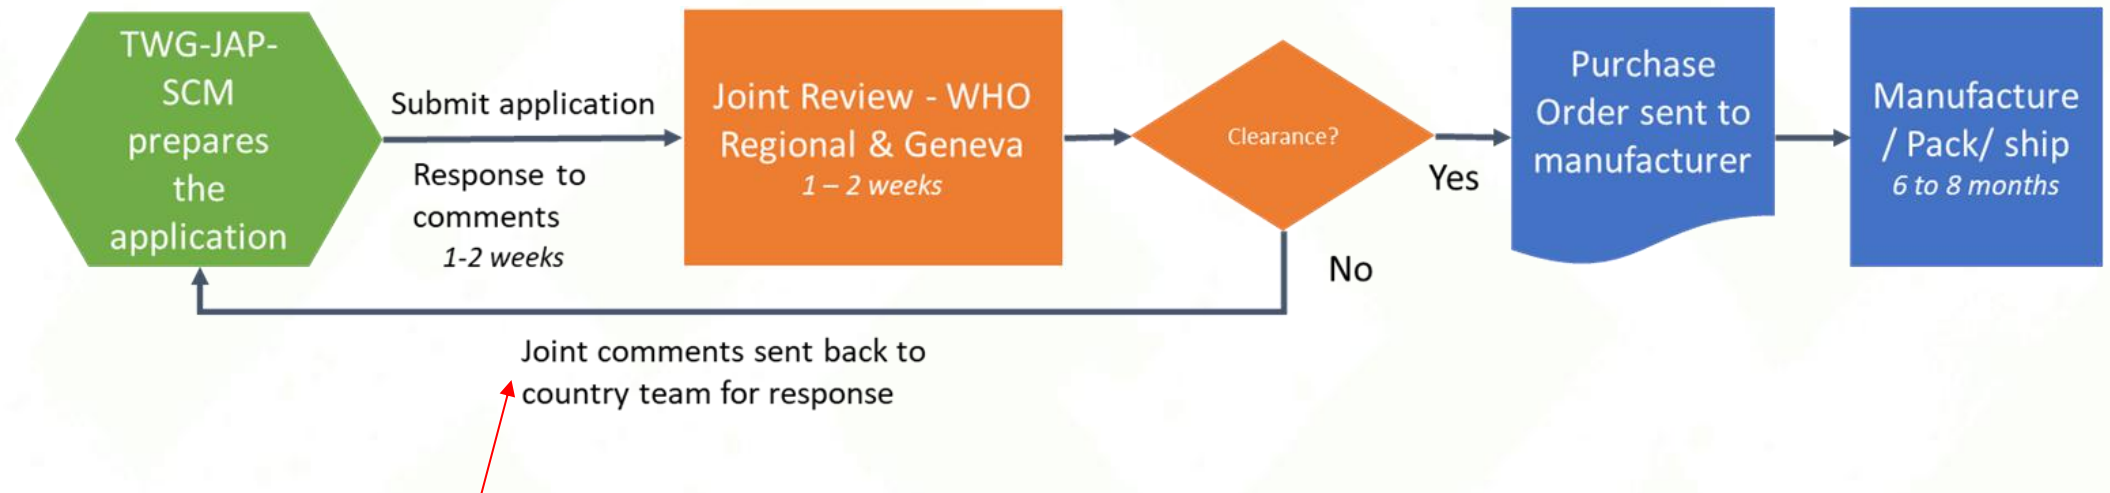 TWG-JAP-
SCM
prepares
the
application
Submit application
Response to
comments
1-2 weeks
Joint Review - WHO
Regional & Geneva
1 – 2 weeks
Clearance?
Yes
No
Purchase
Order sent to
manufacturer
Manufacture
/ Pack/ ship
6 to 8 months
Joint comments sent back to
country team for response